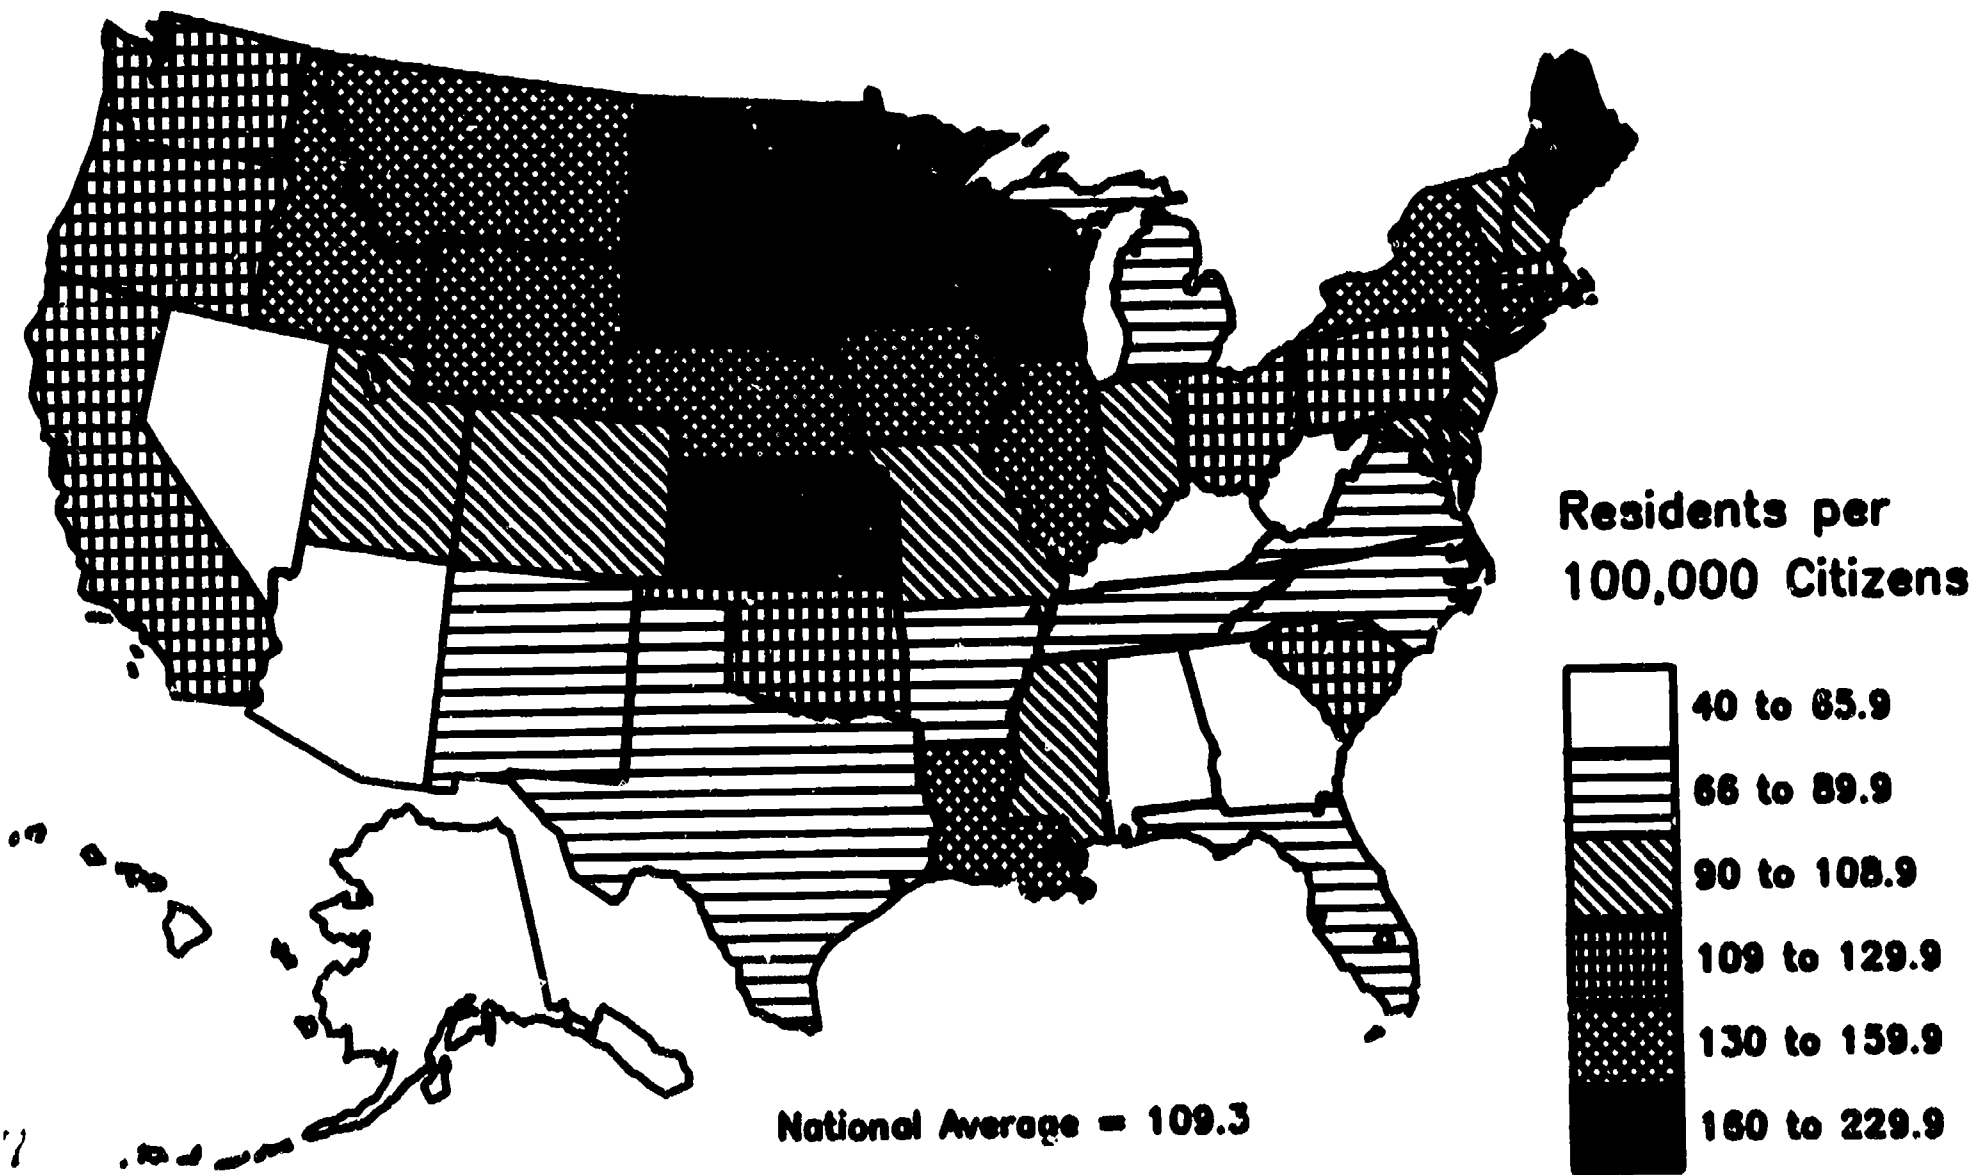 Residents per
100,000 Citizens
40 to 65.9
66 to 89.9
90 to 108.9
109 to 129.9
130 to 159.9
160 to 229.9
National Average = 109.3